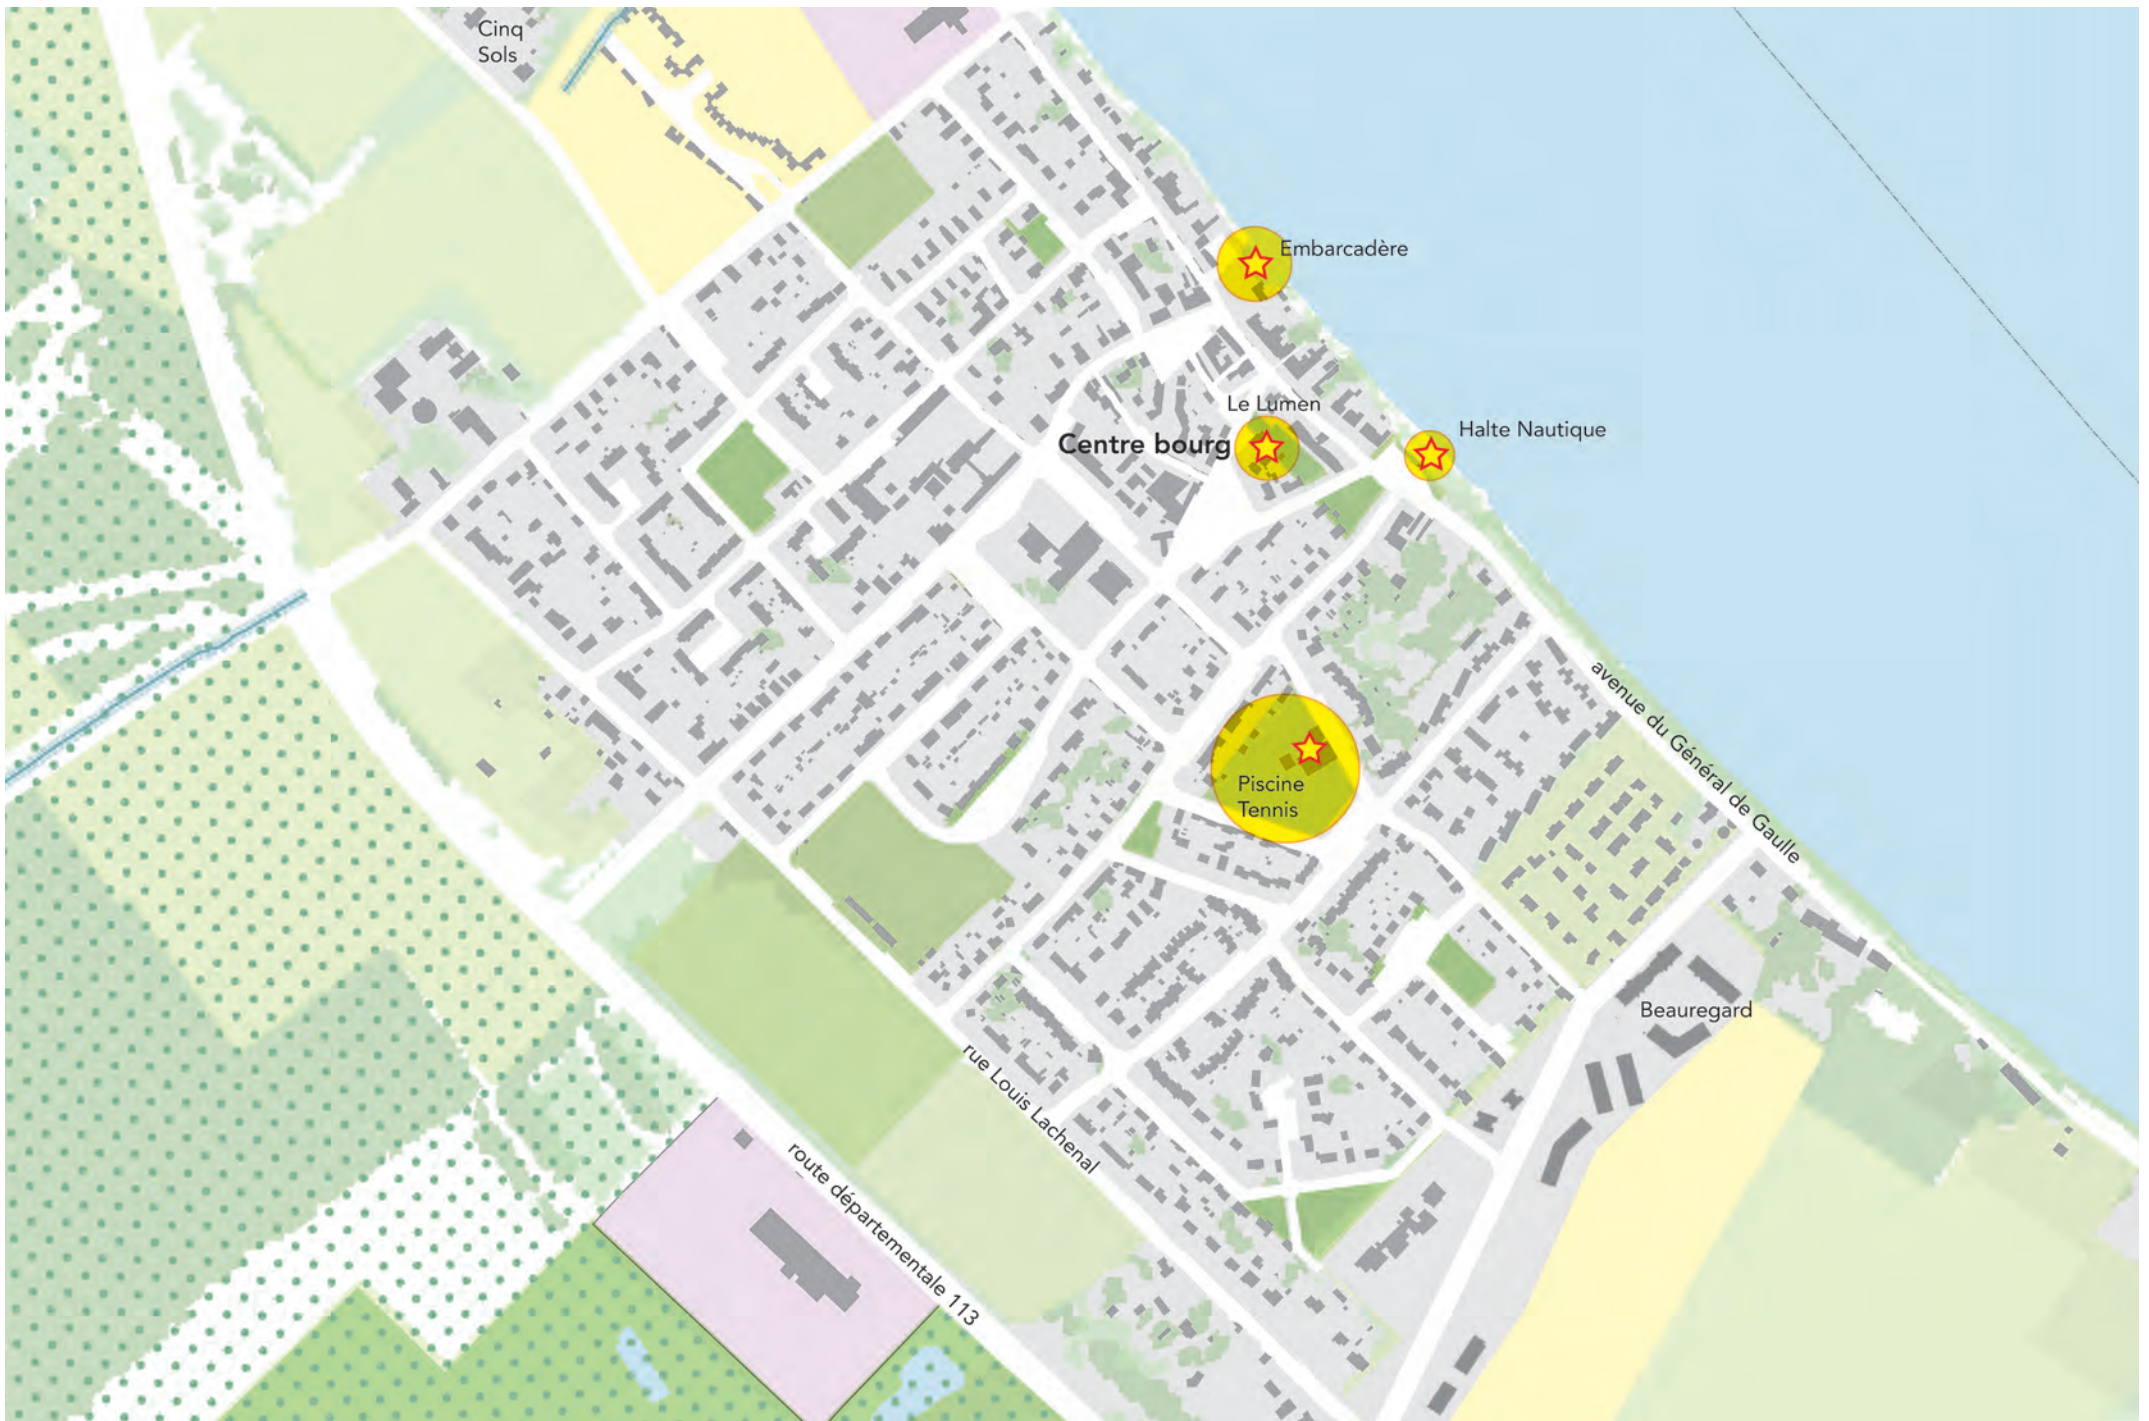 Cinq
Sols
Embarcadère
Le Lumen
Halte Nautique
Centre bourg
avenue du Général de Gaulle
Piscine
Tennis
Beauregard
rue Louis Lachenal
route départementale 113